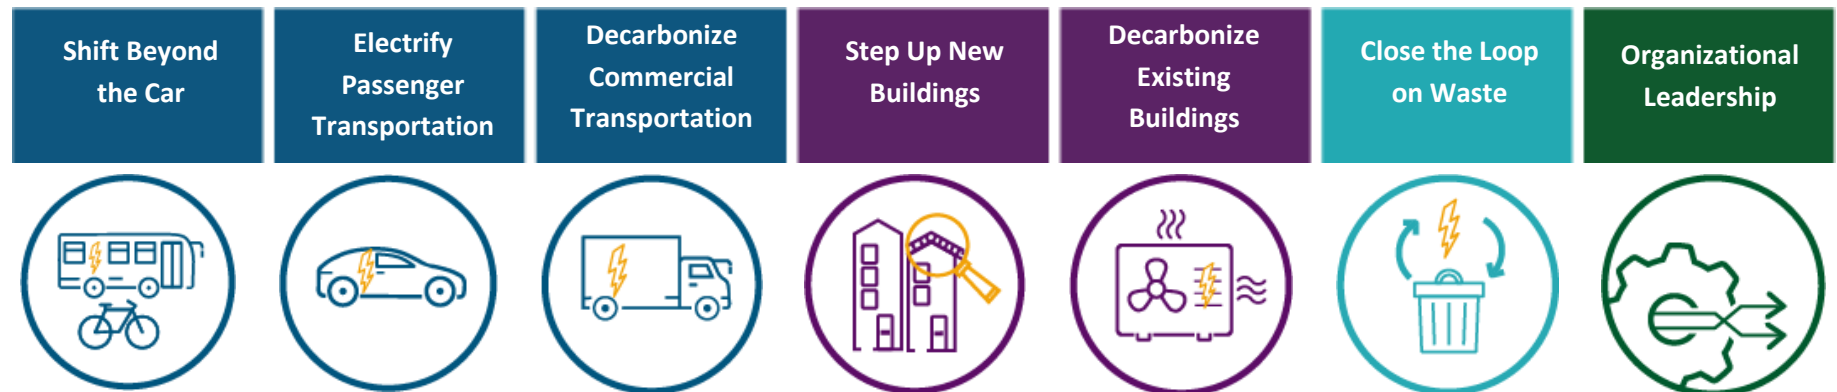 Shift Beyond
the Car
Electrify
Passenger
Transportation
Decarbonize
Commercial
Transportation
Step Up New
Buildings
Decarbonize
Existing
Buildings
Close the Loop
on Waste
Organizational
Leadership